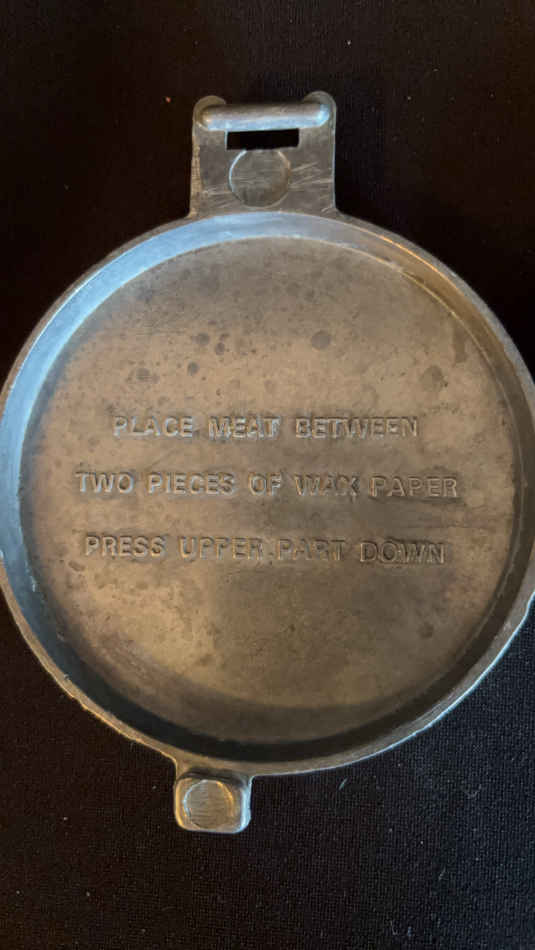 PLACE MEAT BETWEEN
TWO PIECES OF WAX PAPER
PRESS UPPER PART DOWN